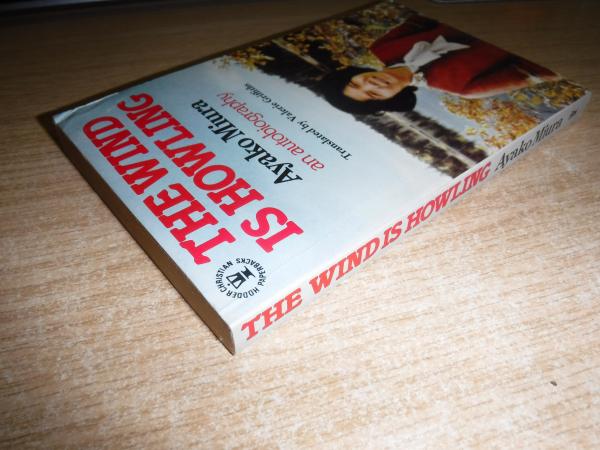 THE WIND
IS HOWLING
Ayako Miura
an autobiography
Translated by Valerie Griffiths
HODDER CHRISTIAN PAPERBACKS
THE WIND IS HOWLING Ayako Miura